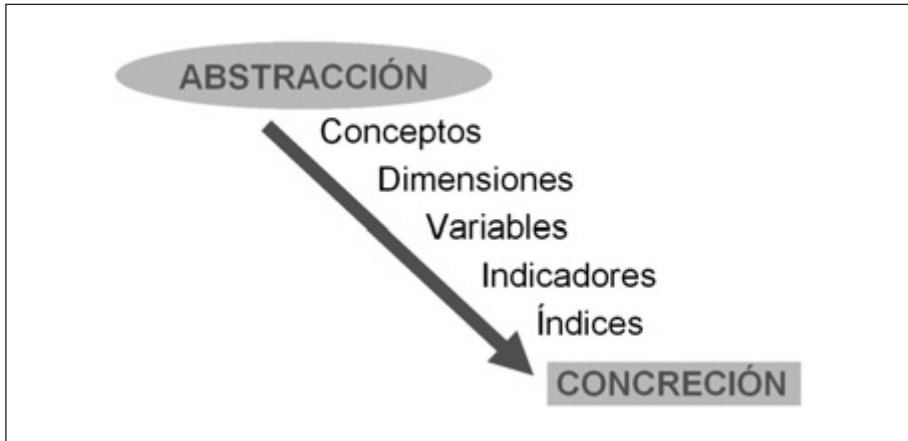 ABSTRACCIÓN
Conceptos
Dimensiones
Variables
Indicadores
Índices
CONCRECIÓN